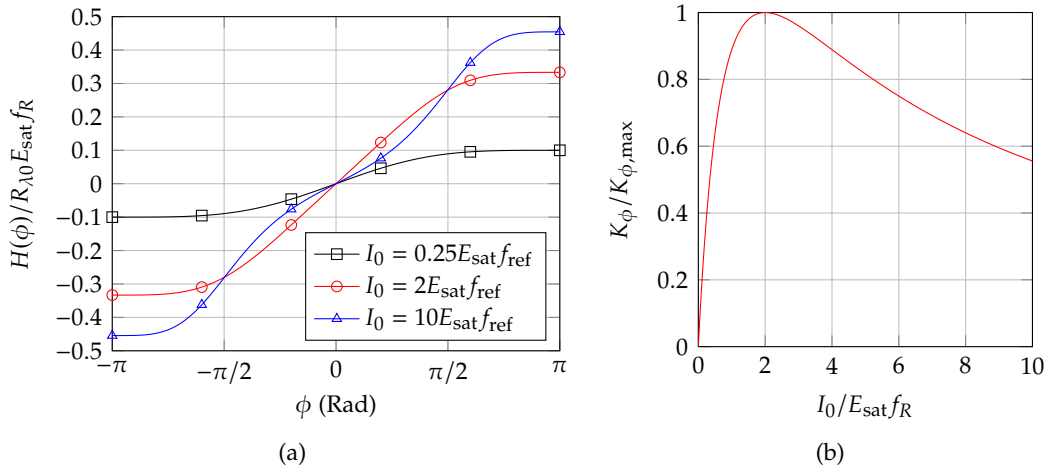 H(ϕ)/R_{λ0} E_sat f_R
0.5
0.4
0.3
0.2
0.1
0
−0.1
−0.2
−0.3
−0.4
−0.5
−π
−π/2
0
π/2
π
ϕ (Rad)
I_0 = 0.25E_sat f_ref
I_0 = 2E_sat f_ref
I_0 = 10E_sat f_ref
(a)
K_ϕ/K_{ϕ,max}
1
0.8
0.6
0.4
0.2
0
0
2
4
6
8
10
I_0/E_sat f_R
(b)